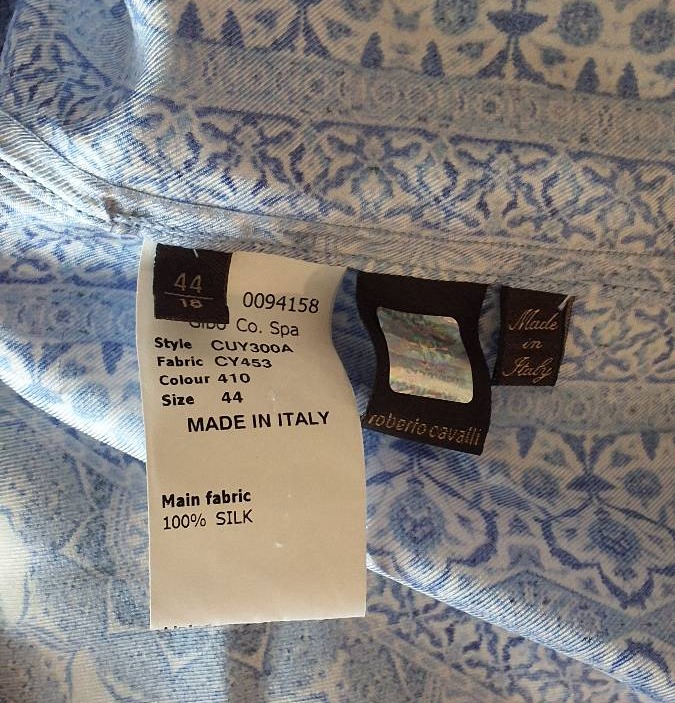 44
16
0094158
Gibo Co. Spa
Style CUY300A
Fabric CY453
Colour 410
Size 44
MADE IN ITALY
Main fabric
100% SILK
roberto cavalli
Made
in
Italy